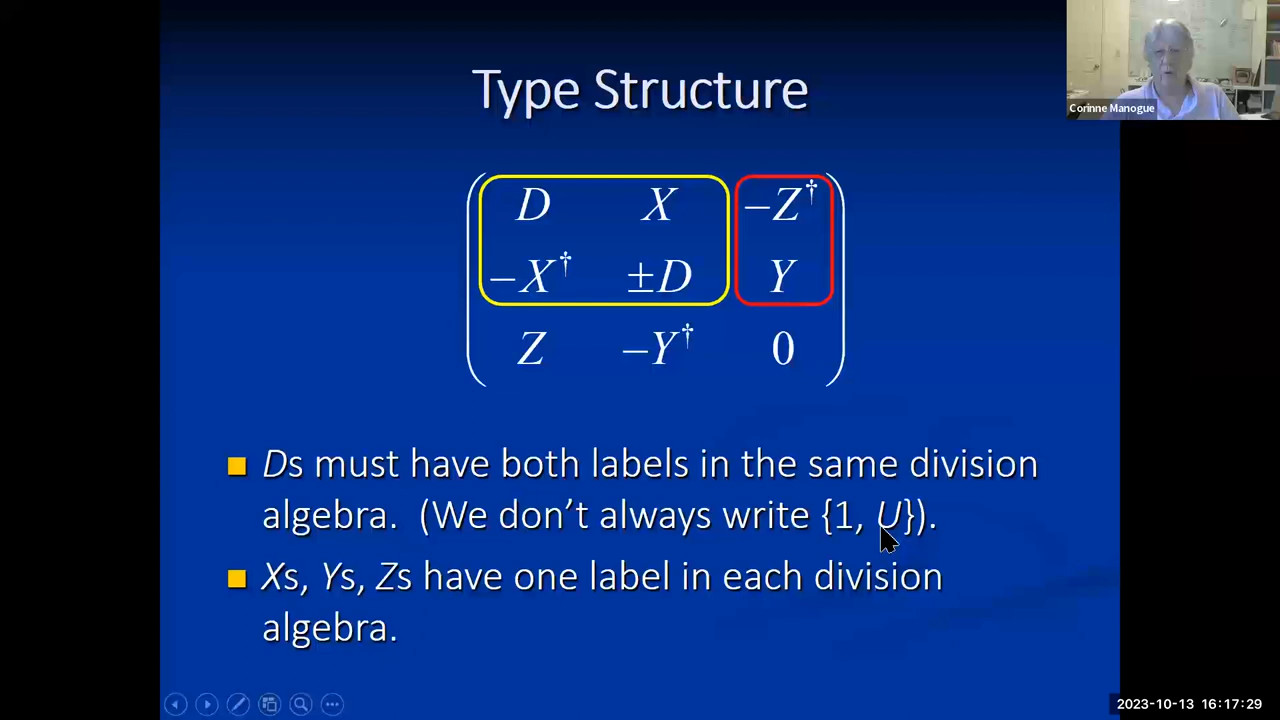 Type Structure
Corinne Manogue
D X −Z†
−X† ±D Y
Z −Y† 0
Ds must have both labels in the same division
algebra. (We don’t always write {1, U}).
Xs, Ys, Zs have one label in each division
algebra.
2023-10-13 16:17:29